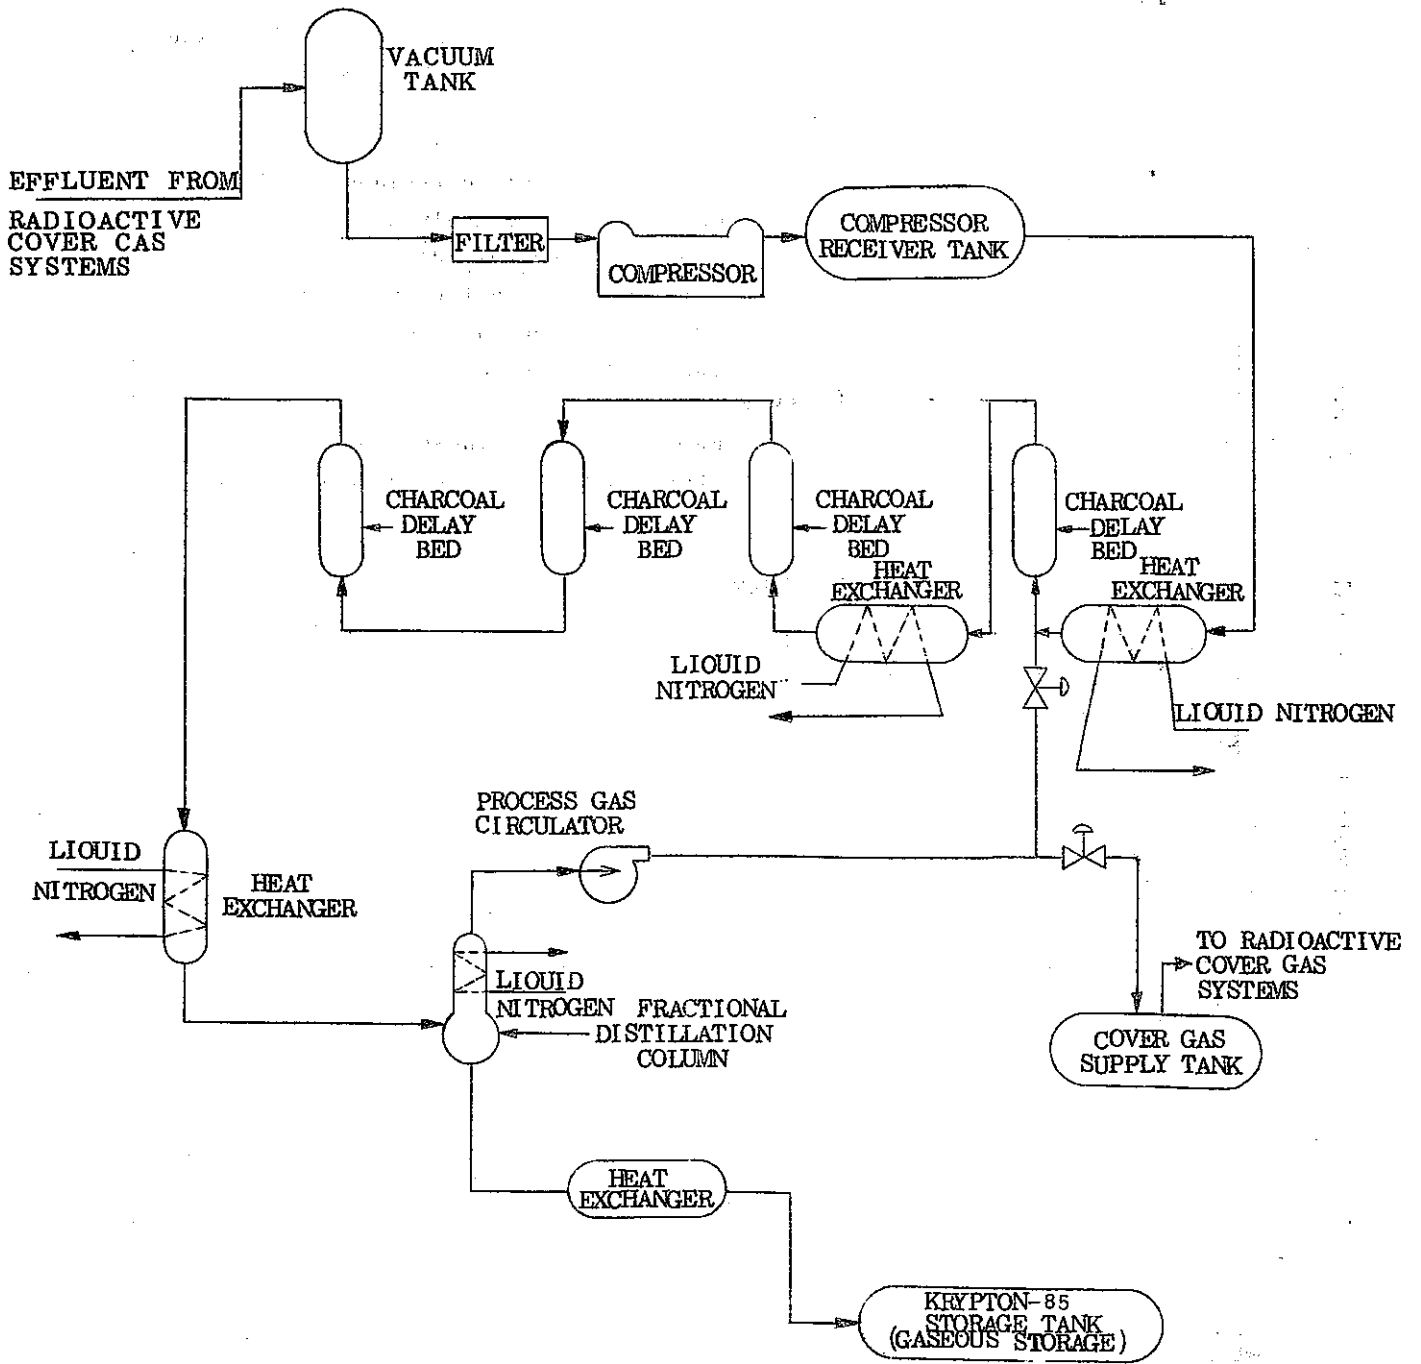 VACUUM
TANK
EFFLUENT FROM
RADIOACTIVE
COVER CAS
SYSTEMS
FILTER
COMPRESSOR
COMPRESSOR
RECEIVER TANK
CHARCOAL
DELAY
BED
CHARCOAL
DELAY
BED
CHARCOAL
DELAY
BED
CHARCOAL
DELAY
BED
HEAT
EXCHANGER
HEAT
EXCHANGER
LIOUID
NITROGEN
LIOUID NITROGEN
PROCESS GAS
CIRCULATOR
LIOUID
NITROGEN
HEAT
EXCHANGER
LIOUID
NITROGEN
FRACTIONAL
DISTILLATION
COLUMN
TO RADIOACTIVE
COVER GAS
SYSTEMS
COVER GAS
SUPPLY TANK
HEAT
EXCHANGER
KRYPTON-85
STORAGE TANK
(GASEOUS STORAGE)